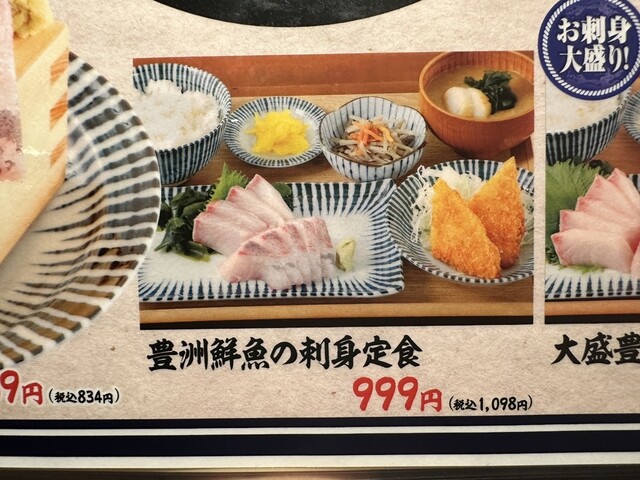 お刺身
大盛り!
豊洲鮮魚の刺身定食
999円(税込1,098円)
9円(税込834円)
大盛豊